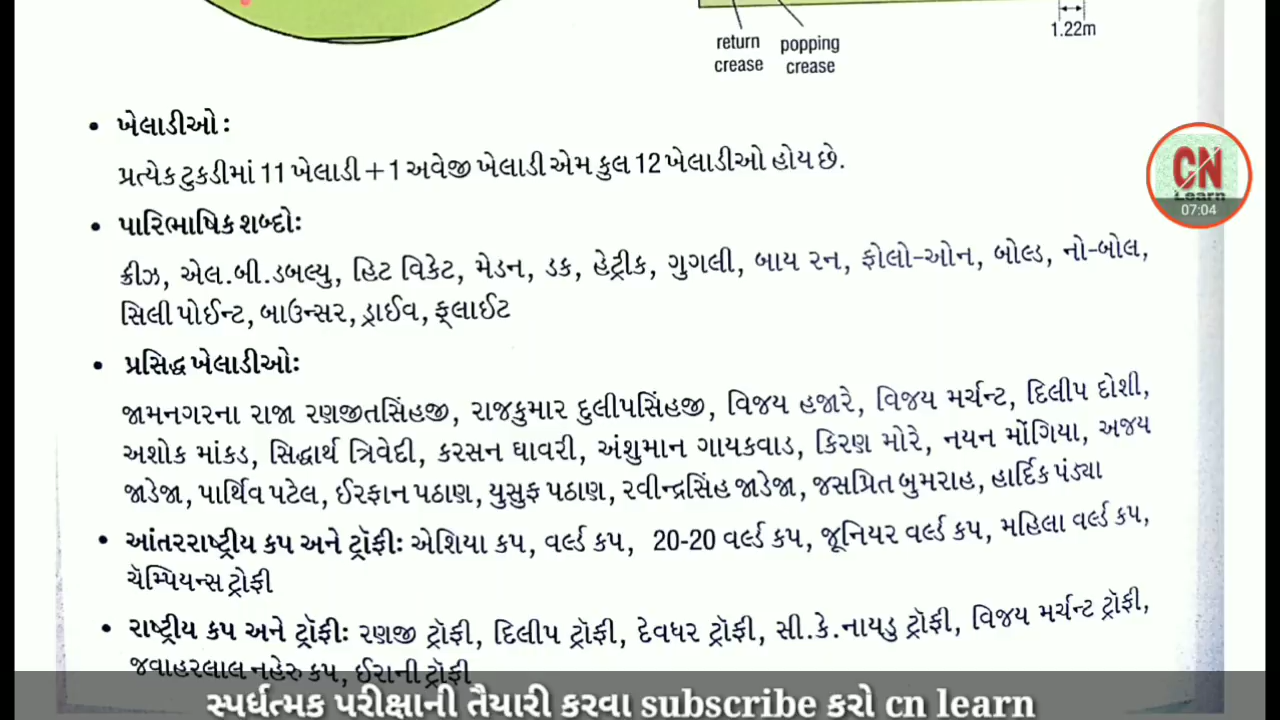 return popping 1.22m
crease crease
• ખેલાડીઓ :
પ્રત્યેક ટુકડીમાં 11 ખેલાડી + 1 અવેજી ખેલાડી એમ કુલ 12 ખેલાડીઓ હોય છે.
• પારિભાષિક શબ્દોઃ
ક્રીઝ, એલ.બી.ડબલ્યુ, હિટ વિકેટ, મેડન, ડક, હેટ્રીક, ગુગલી, બાય રન, ફોલો-ઓન, બોલ્ડ, નો-બોલ,
સિલી પોઈન્ટ, બાઉન્સર, ડ્રાઈવ, ફ્લાઈટ
• પ્રસિદ્ધ ખેલાડીઓઃ
જામનગરના રાજા રણજીતસિંહજી, રાજકુમાર દુલીપસિંહજી, વિજય હજારે, વિજય મર્ચન્ટ, દિલીપ દોશી,
અશોક માંકડ, સિદ્ધાર્થ ત્રિવેદી, કરસન ઘાવરી, અંશુમાન ગાયકવાડ, કિરણ મોરે, નયન મોંગિયા, અજય
જાડેજા, પાર્થિવ પટેલ, ઈરફાન પઠાણ, યુસુફ પઠાણ, રવીન્દ્રસિંહ જાડેજા, જસપ્રિત બુમરાહ, હાર્દિક પંડ્યા
• આંતરરાષ્ટ્રીય કપ અને ટ્રૉફીઃ એશિયા કપ, વર્લ્ડ કપ, 20-20 વર્લ્ડ કપ, જૂનિયર વર્લ્ડ કપ, મહિલા વર્લ્ડ કપ,
ચૅમ્પિયન્સ ટ્રોફી
• રાષ્ટ્રીય કપ અને ટ્રૉફીઃ રણજી ટ્રૉફી, દિલીપ ટ્રૉફી, દેવધર ટ્રૉફી, સી.કે.નાયડુ ટ્રૉફી, વિજય મર્ચન્ટ ટ્રૉફી,
જવાહરલાલ નહેરુ કપ, ઈરાની ટ્રૉફી
CN
Learn
07:04
સ્પર્ધત્મક પરીક્ષાની તૈયારી કરવા subscribe કરો cn learn